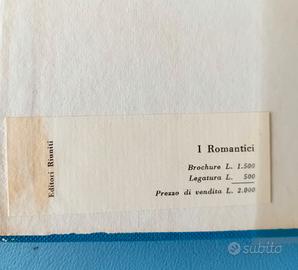 I Romantici
Brochure L. 1.500
Legatura L. 500
Prezzo di vendita L. 2.000
Editori Riuniti
subito